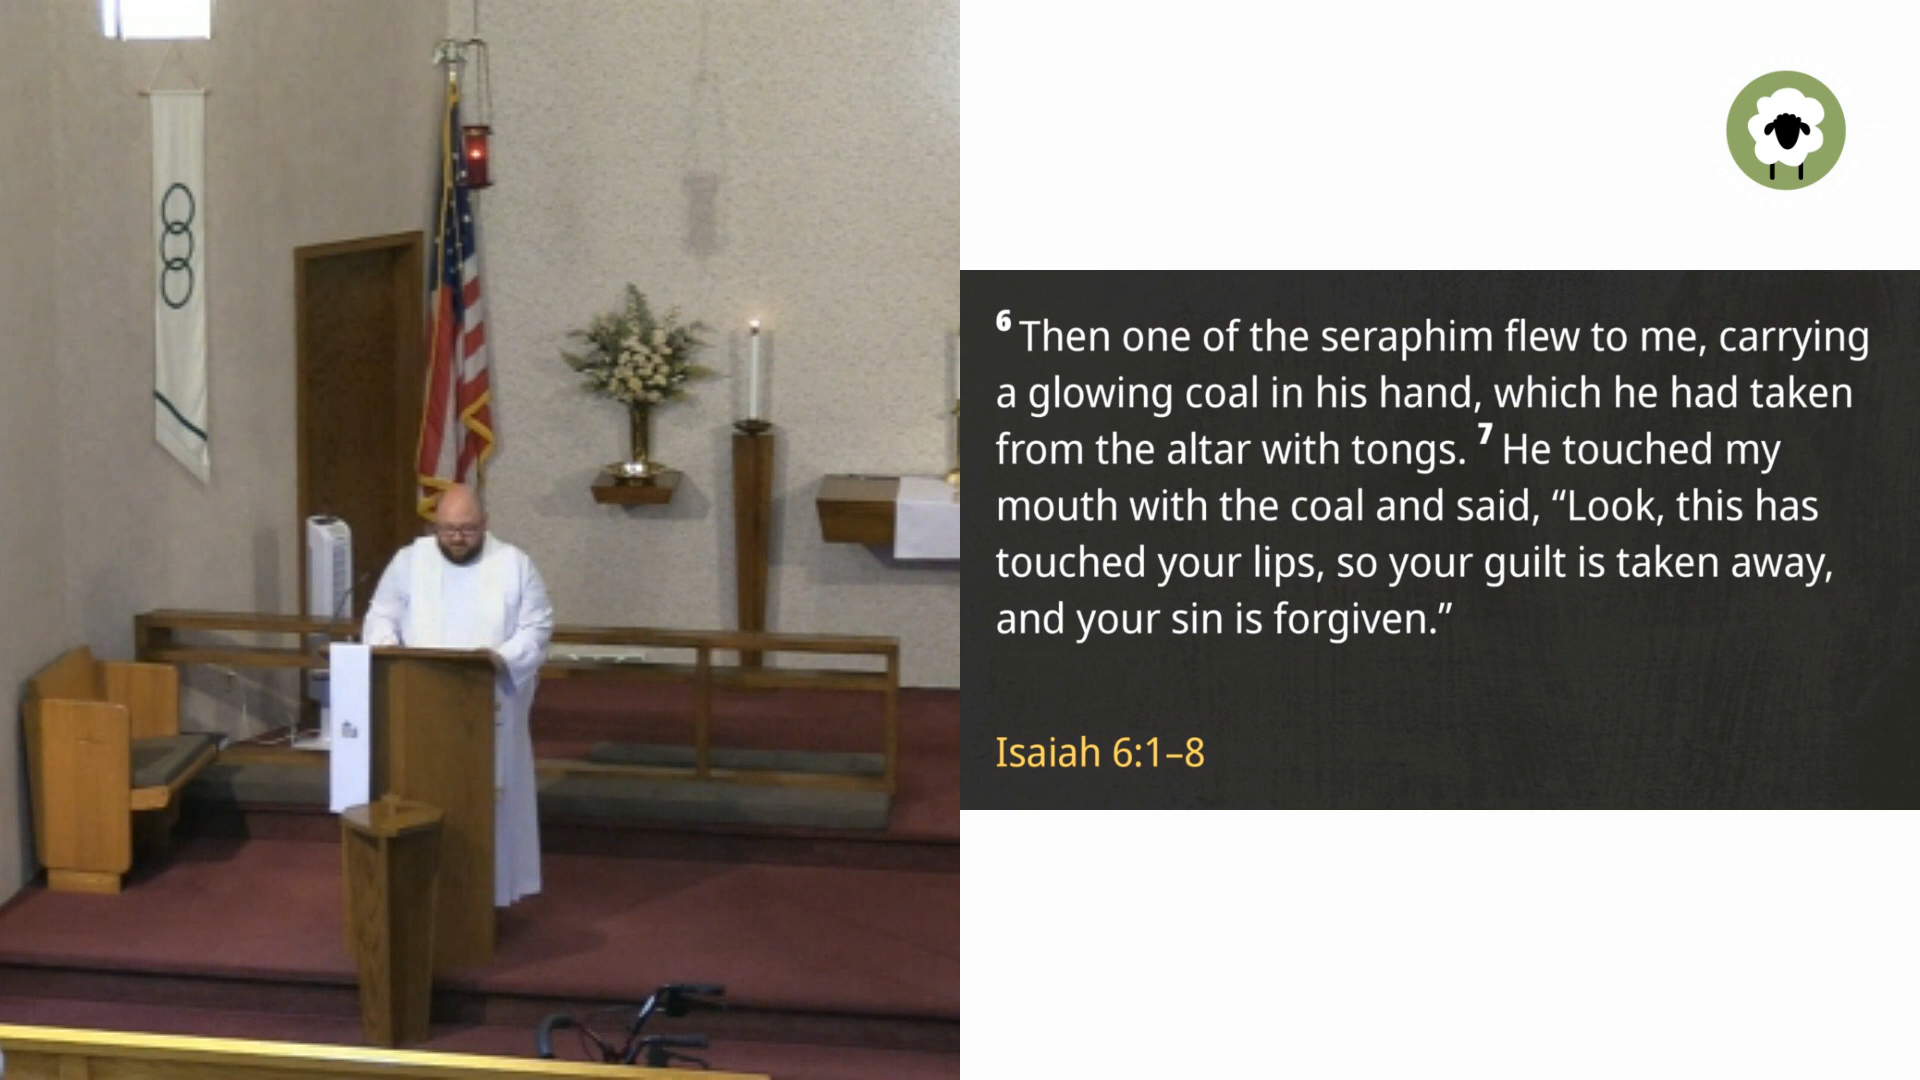 6 Then one of the seraphim flew to me, carrying
a glowing coal in his hand, which he had taken
from the altar with tongs. 7 He touched my
mouth with the coal and said, “Look, this has
touched your lips, so your guilt is taken away,
and your sin is forgiven.”
Isaiah 6:1–8